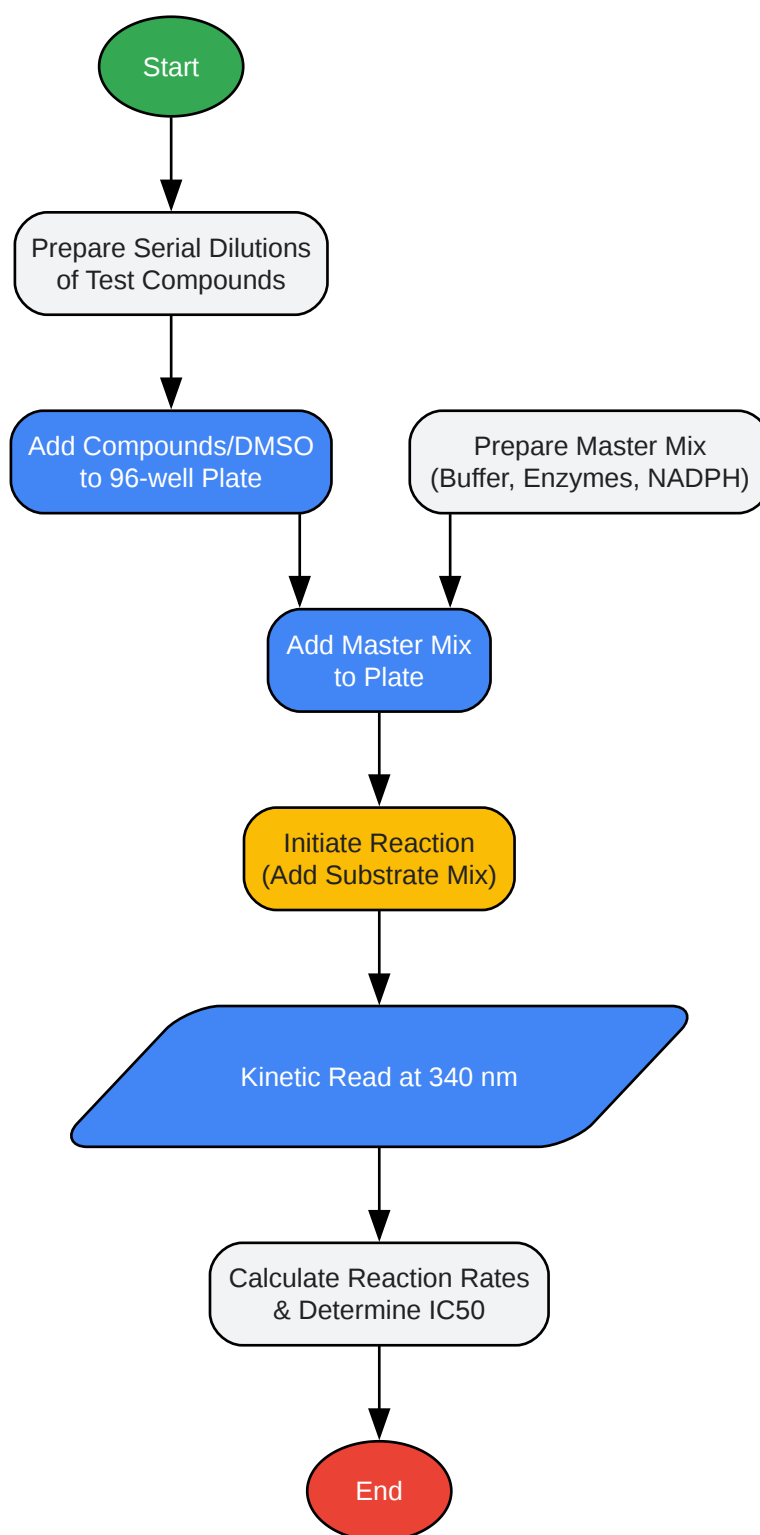 Start
Prepare Serial Dilutions
of Test Compounds
Add Compounds/DMSO
to 96-well Plate
Prepare Master Mix
(Buffer, Enzymes, NADPH)
Add Master Mix
to Plate
Initiate Reaction
(Add Substrate Mix)
Kinetic Read at 340 nm
Calculate Reaction Rates
& Determine IC50
End